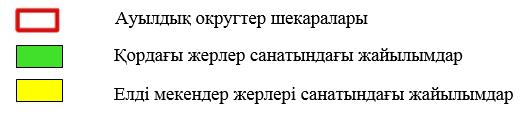 Ауылдық округтер шекаралары
Қордағы жерлер санатындағы жайылымдар
Елді мекендер жерлері санатындағы жайылымдар